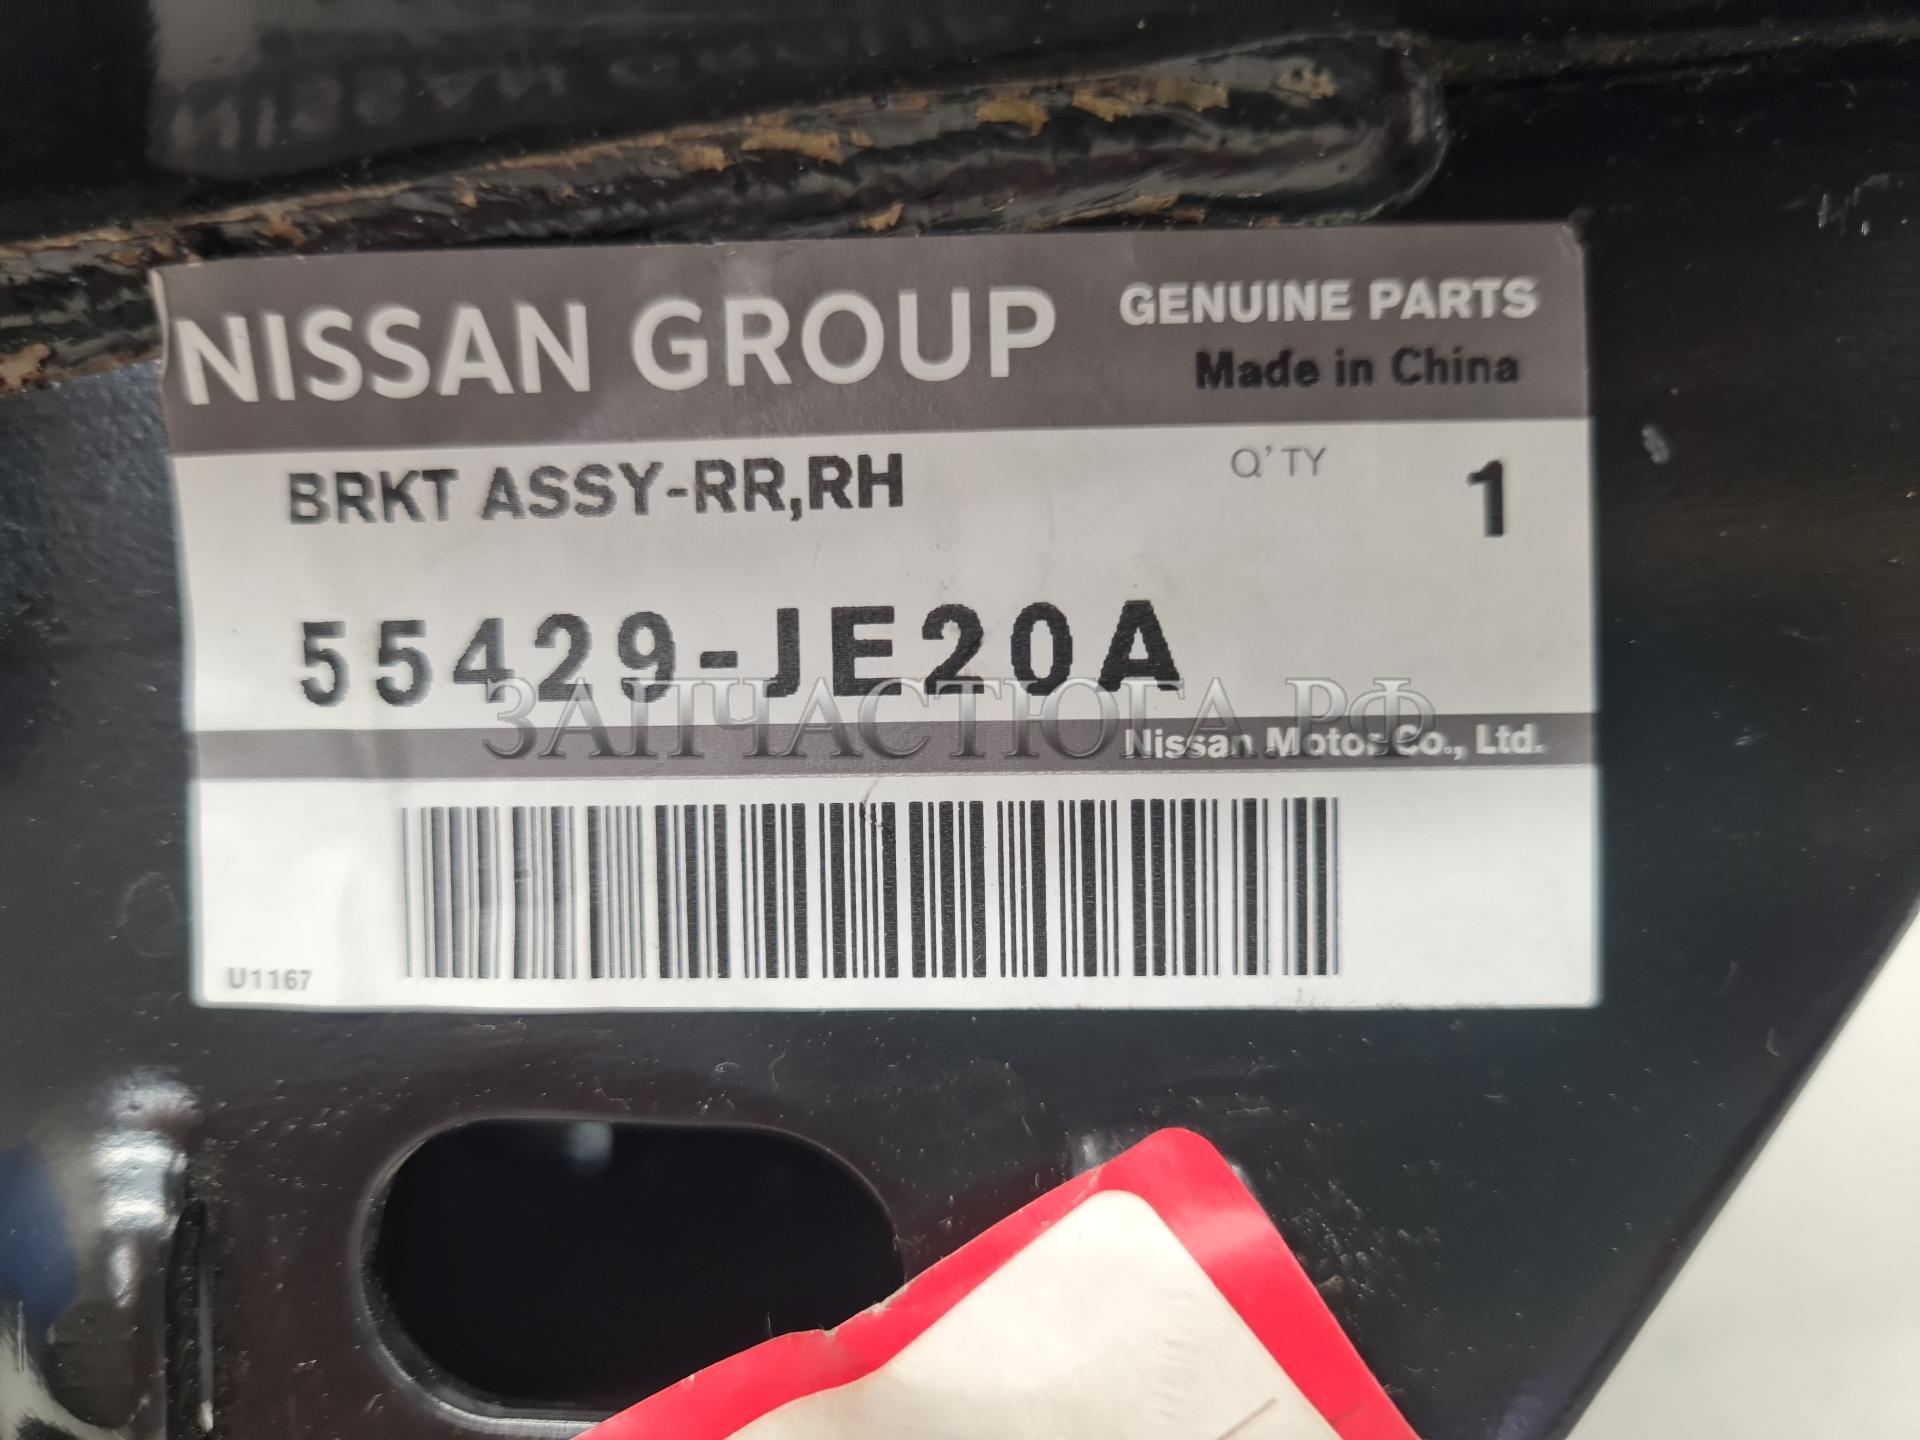 NISSAN GROUP
GENUINE PARTS
Made in China
BRKT ASSY-RR,RH
Q'TY 1
55429-JE20A
ЗАПЧАСТЮГА.РФ
Nissan Motor Co., Ltd.
U1167